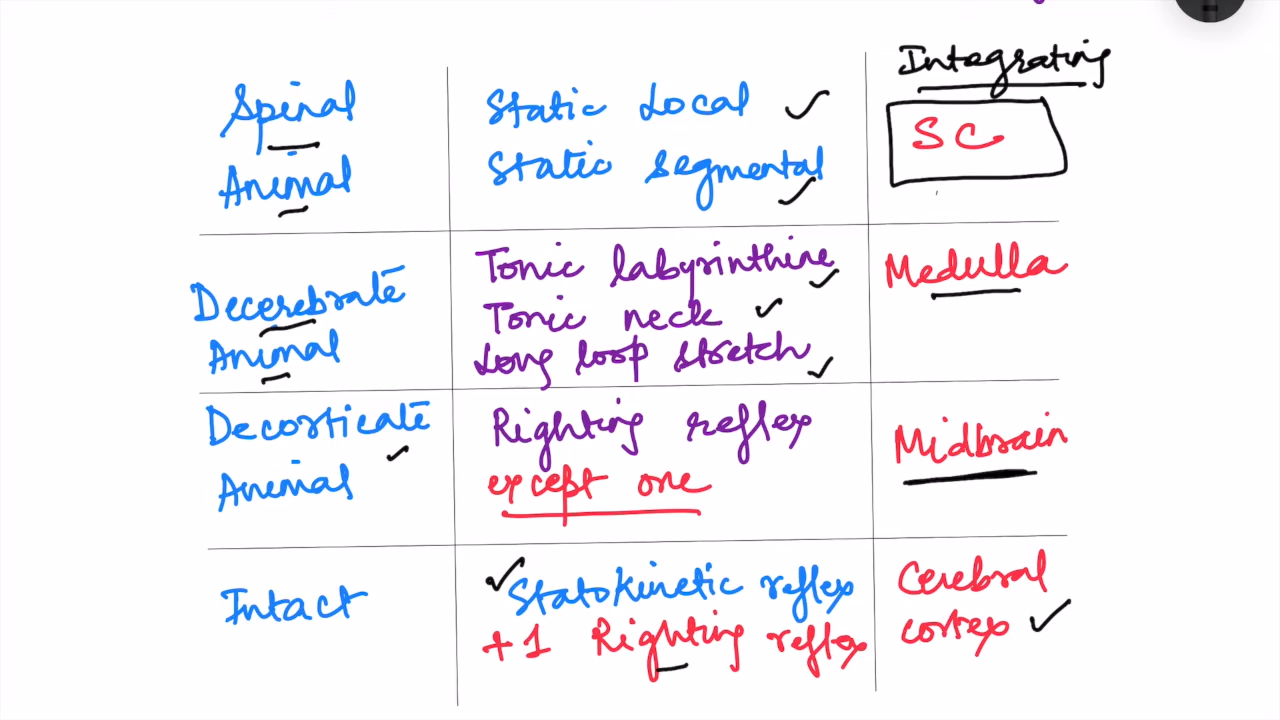 Integrating
Spinal
Animal
Static Local
Static segmental
SC
Decerebrate
Animal
Tonic labyrinthine
Tonic neck
Long loop stretch
Medulla
Decorticate
Animal
Righting reflex
except one
Midbrain
Intact
Statokinetic reflex
+1 Righting reflex
Cerebral
cortex